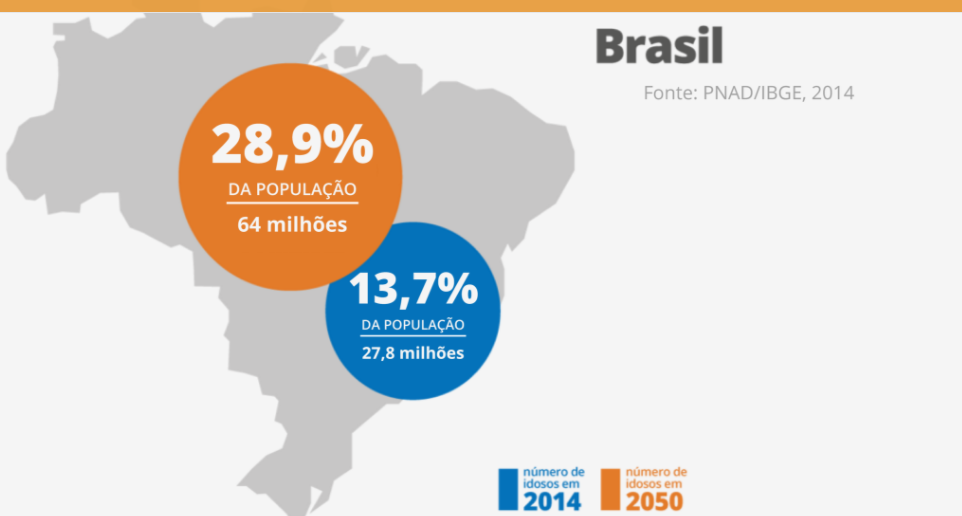 Brasil
Fonte: PNAD/IBGE, 2014
28,9%
DA POPULAÇÃO
64 milhões
13,7%
DA POPULAÇÃO
27,8 milhões
número de
idosos em
2014
número de
idosos em
2050